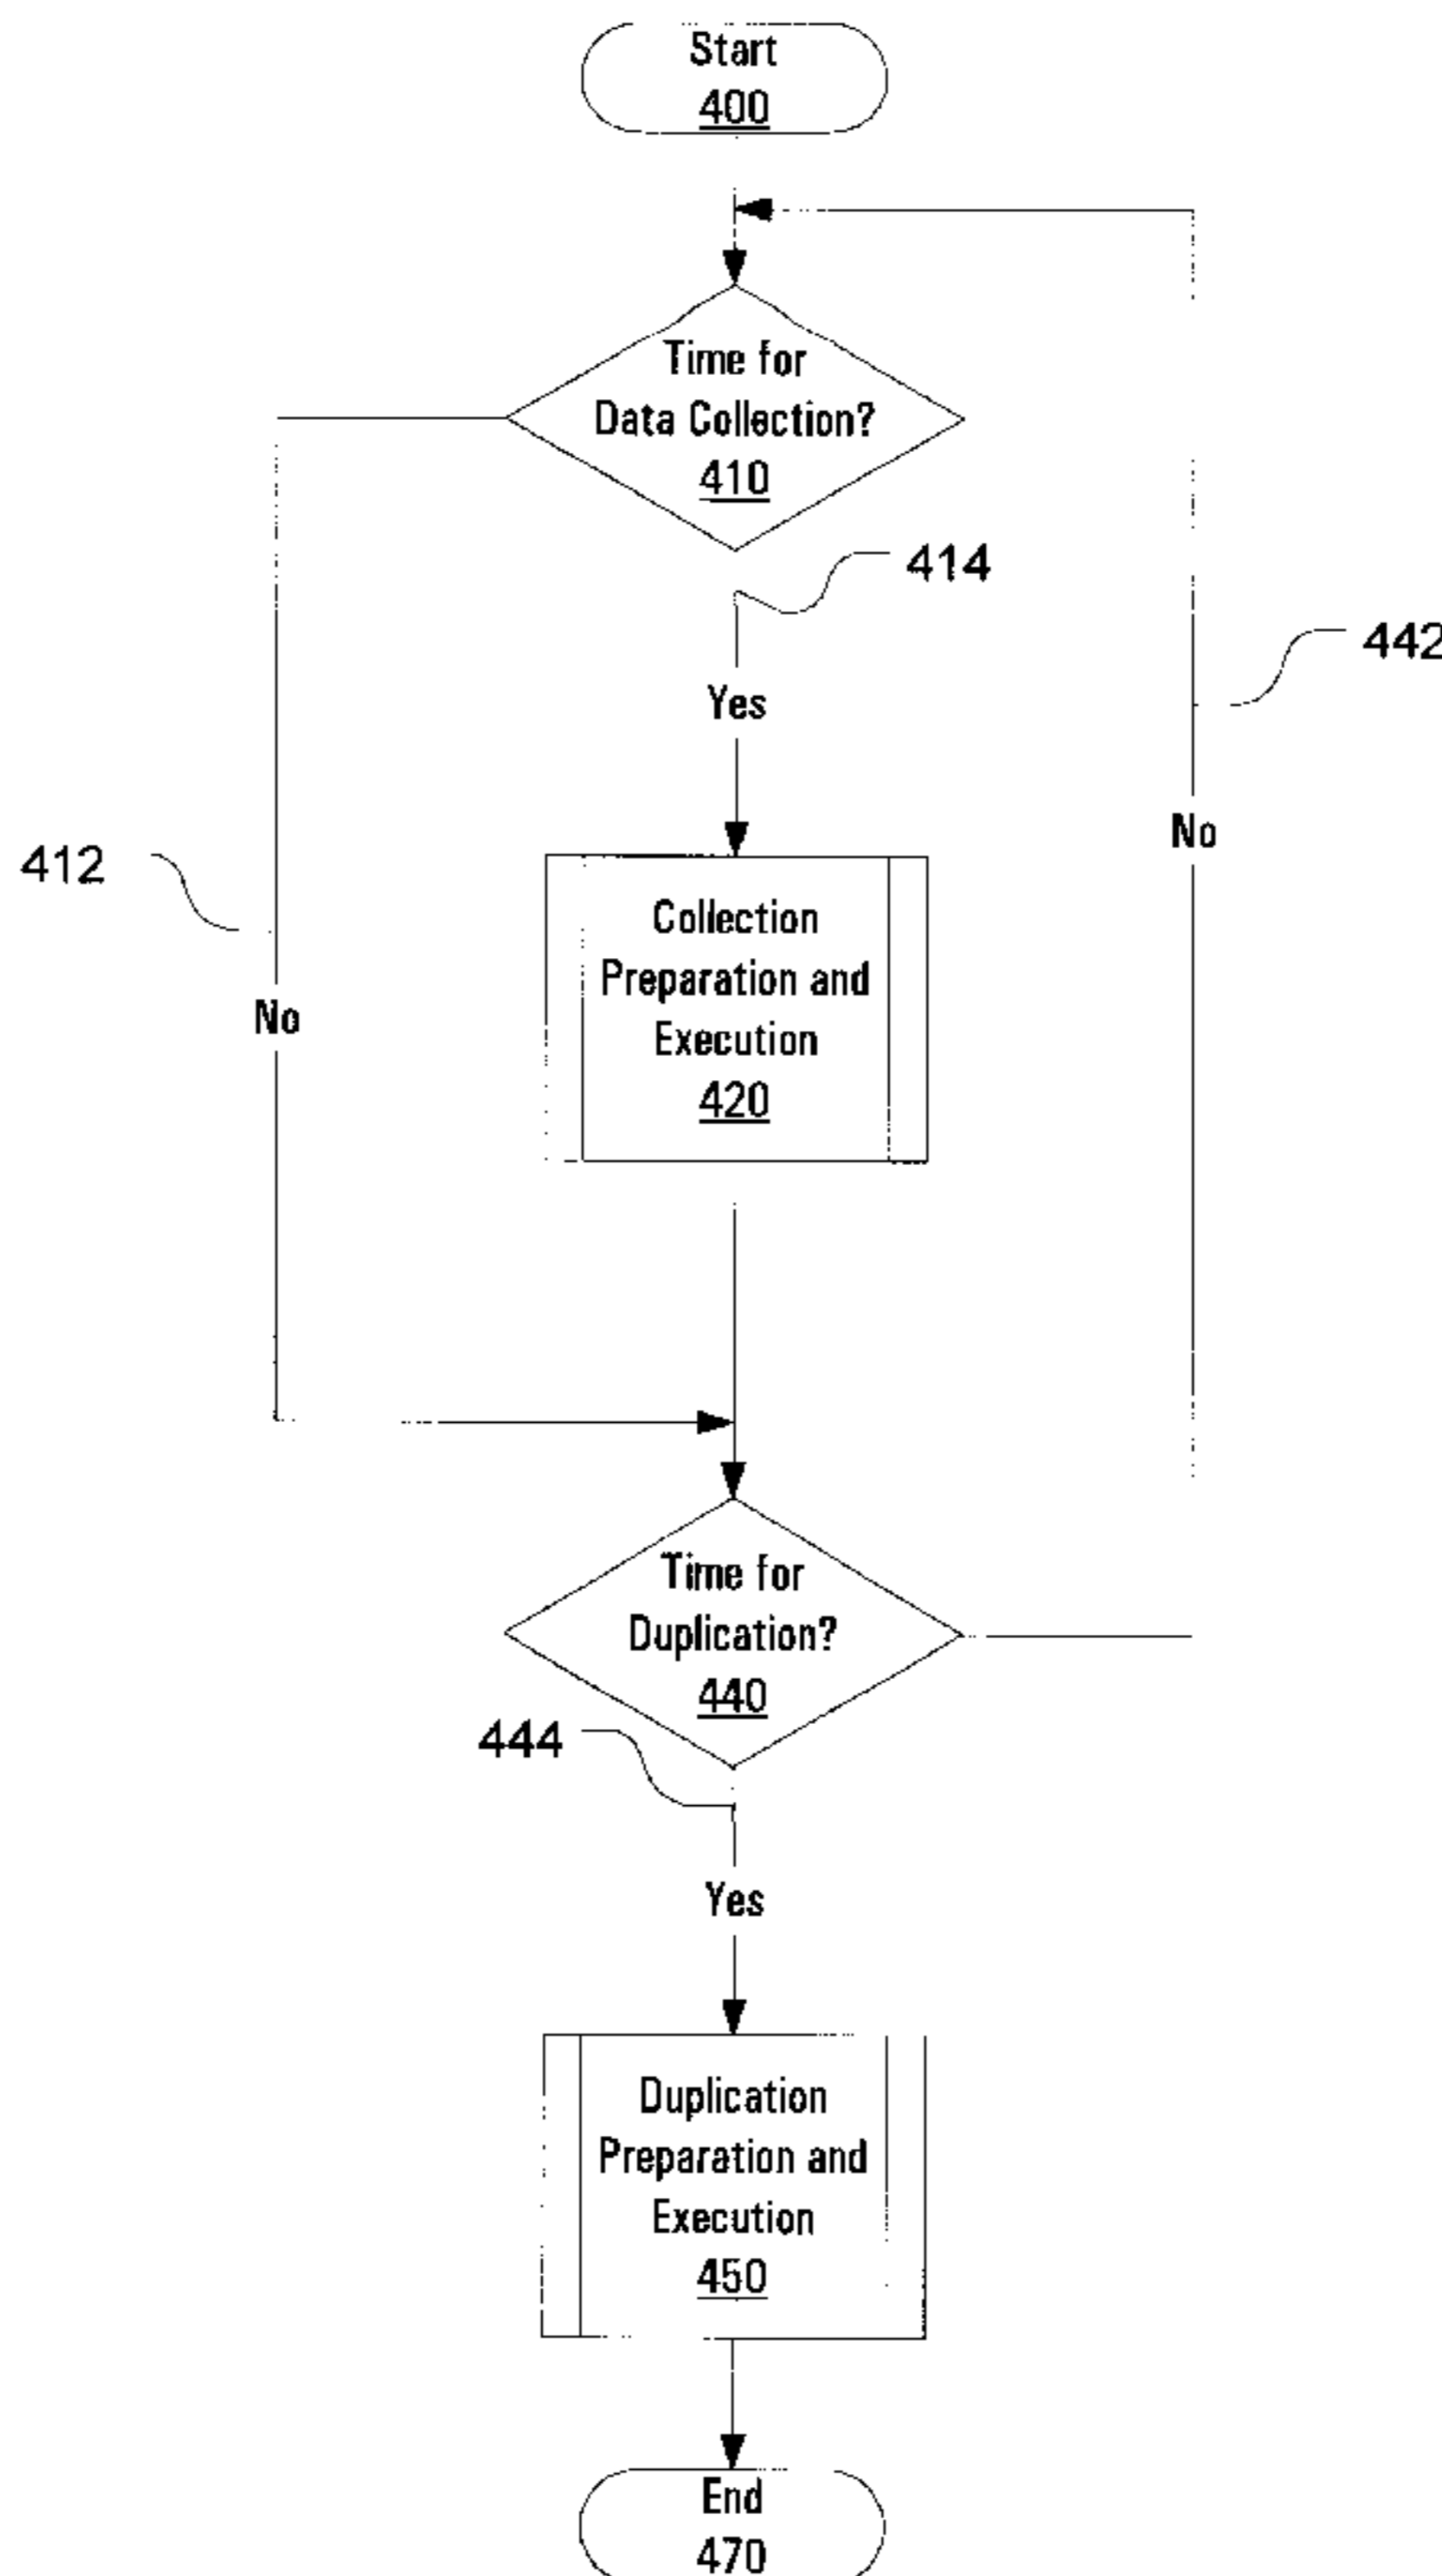 Start
400
Time for
Data Collection?
410
414
442
Yes
No
412
Collection
Preparation and
Execution
420
No
Time for
Duplication?
440
444
Yes
Duplication
Preparation and
Execution
450
End
470